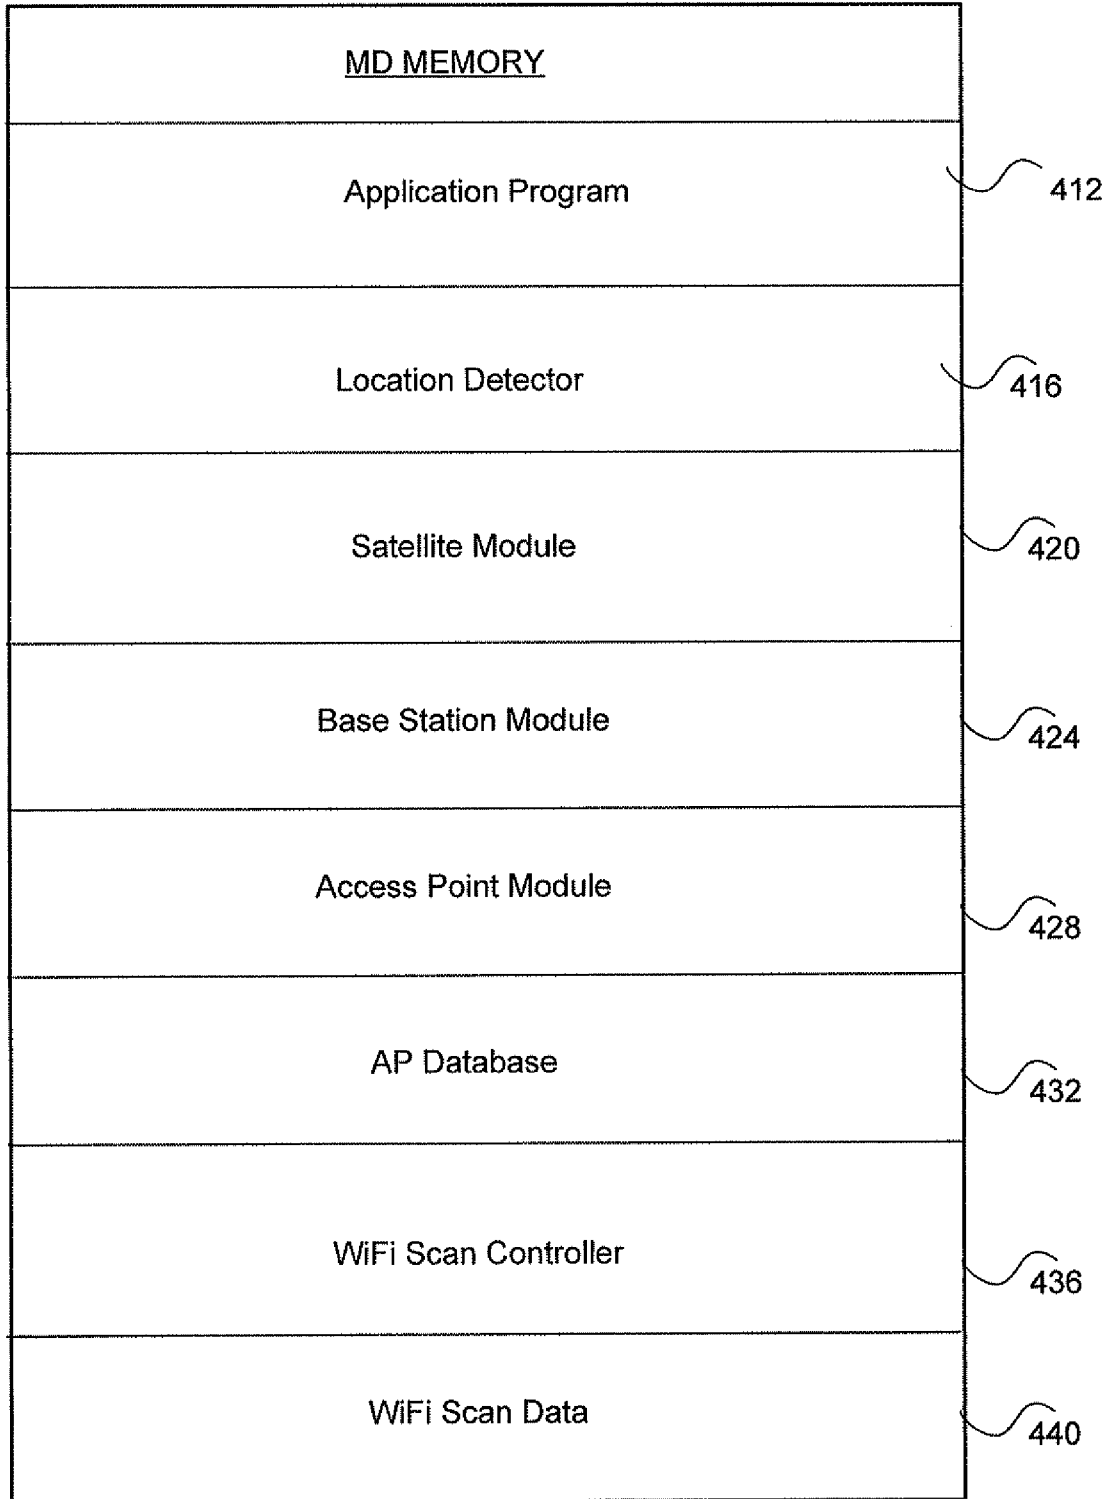 MD MEMORY
Application Program
412
Location Detector
416
Satellite Module
420
Base Station Module
424
Access Point Module
428
AP Database
432
WiFi Scan Controller
436
WiFi Scan Data
440